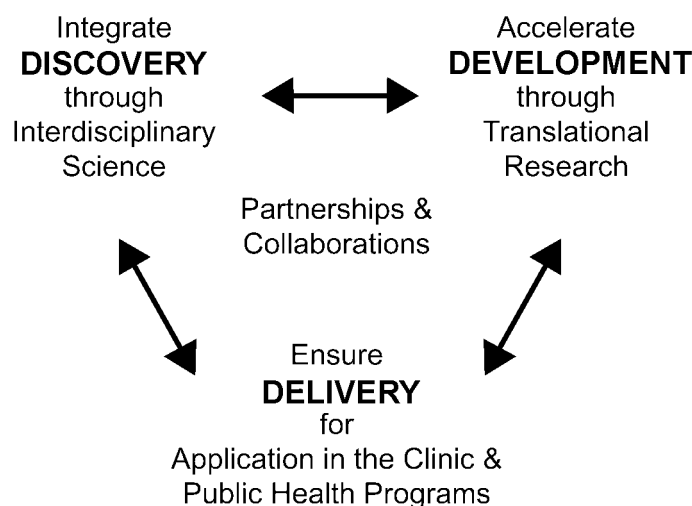 Integrate
DISCOVERY
through
Interdisciplinary
Science
Accelerate
DEVELOPMENT
through
Translational
Research
Partnerships &
Collaborations
Ensure
DELIVERY
for
Application in the Clinic &
Public Health Programs